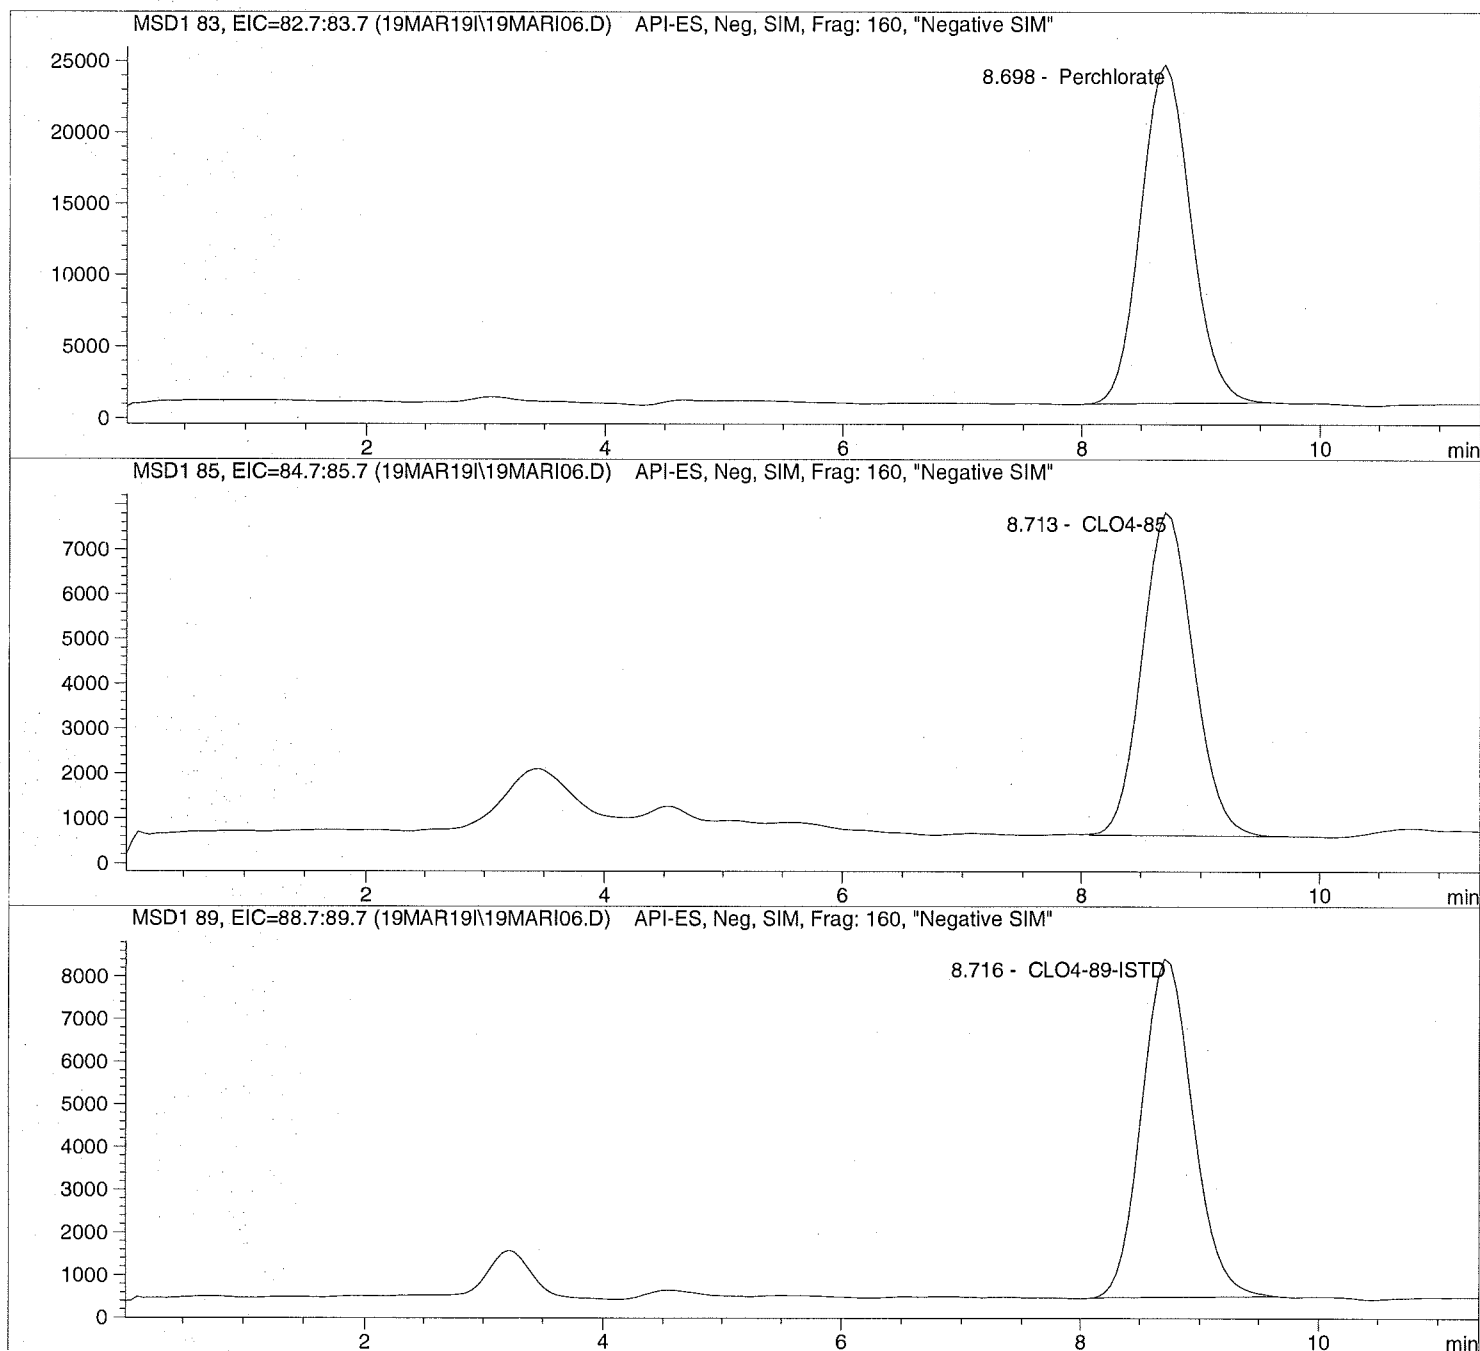 MSD1 83, EIC=82.7:83.7 (19MAR19I\19MARI06.D) API-ES, Neg, SIM, Frag: 160, "Negative SIM"
25000
8.698 - Perchlorate
20000
15000
10000
5000
0
2 4 6 8 10 min
MSD1 85, EIC=84.7:85.7 (19MAR19I\19MARI06.D) API-ES, Neg, SIM, Frag: 160, "Negative SIM"
8.713 - CLO4-85
7000
6000
5000
4000
3000
2000
1000
0
2 4 6 8 10 min
MSD1 89, EIC=88.7:89.7 (19MAR19I\19MARI06.D) API-ES, Neg, SIM, Frag: 160, "Negative SIM"
8.716 - CLO4-89-ISTD
8000
7000
6000
5000
4000
3000
2000
1000
0
2 4 6 8 10 min